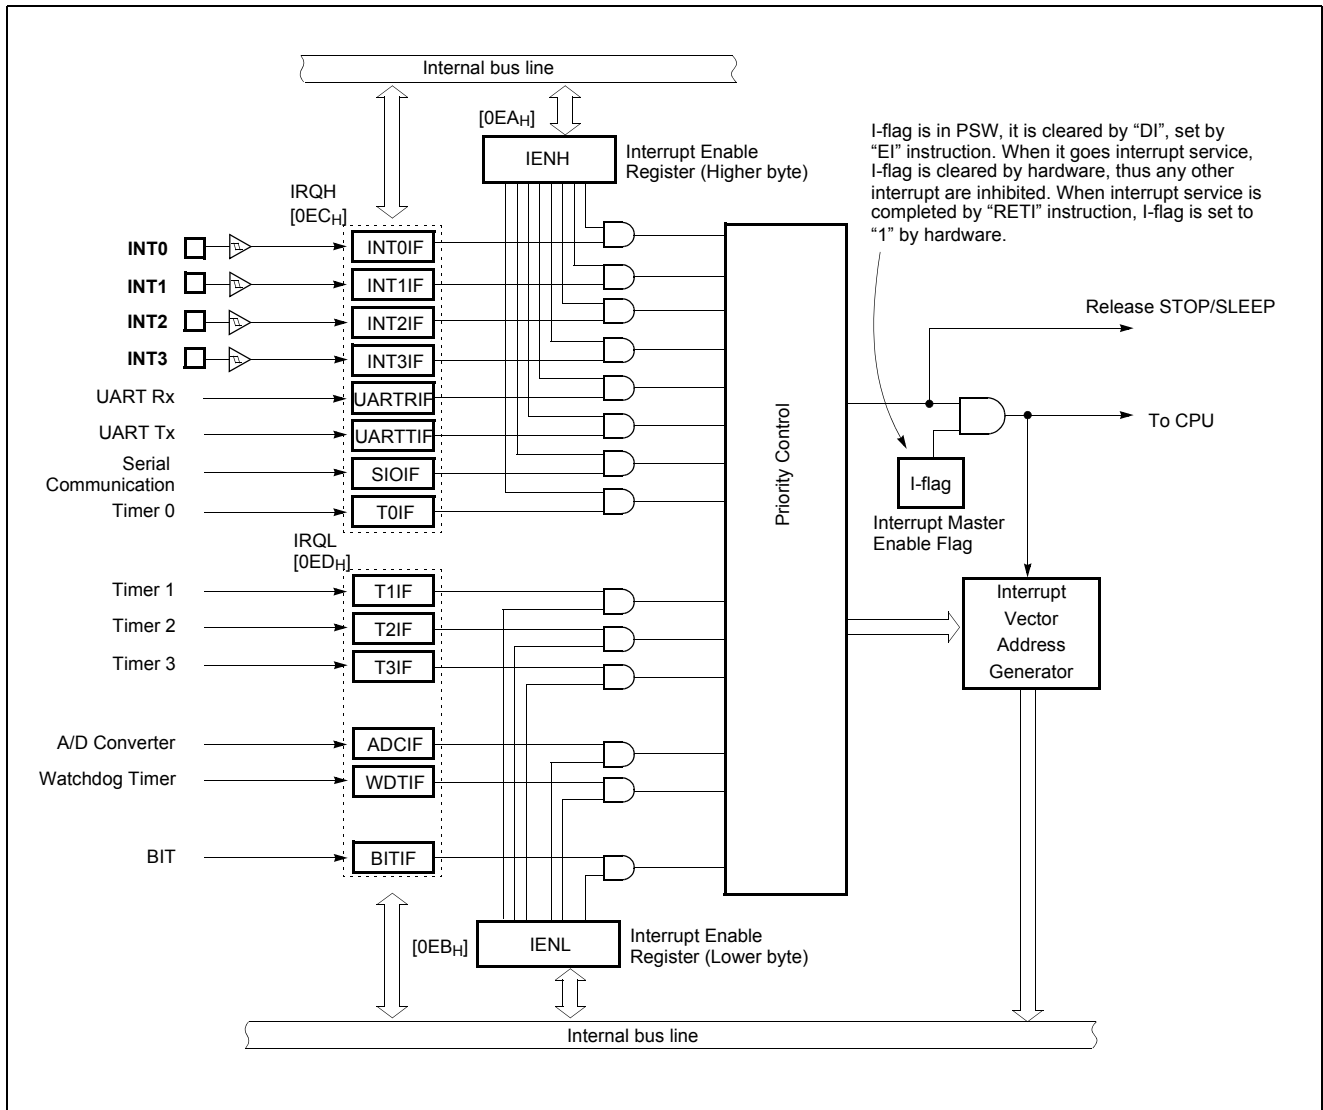 Internal bus line
[0EAH]
IENH
Interrupt Enable
Register (Higher byte)
I-flag is in PSW, it is cleared by “DI”, set by
“EI” instruction. When it goes interrupt service,
I-flag is cleared by hardware, thus any other
interrupt are inhibited. When interrupt service is
completed by “RETI” instruction, I-flag is set to
“1” by hardware.
IRQH
[0ECH]
INT0
INT0IF
INT1
INT1IF
INT2
INT2IF
INT3
INT3IF
UART Rx
UARTRIF
UART Tx
UARTTIF
Serial
Communication
SIOIF
Timer 0
T0IF
Release STOP/SLEEP
To CPU
Priority Control
I-flag
Interrupt Master
Enable Flag
IRQL
[0EDH]
Timer 1
T1IF
Timer 2
T2IF
Timer 3
T3IF
Interrupt
Vector
Address
Generator
A/D Converter
ADCIF
Watchdog Timer
WDTIF
BIT
BITIF
[0EBH]
IENL
Interrupt Enable
Register (Lower byte)
Internal bus line